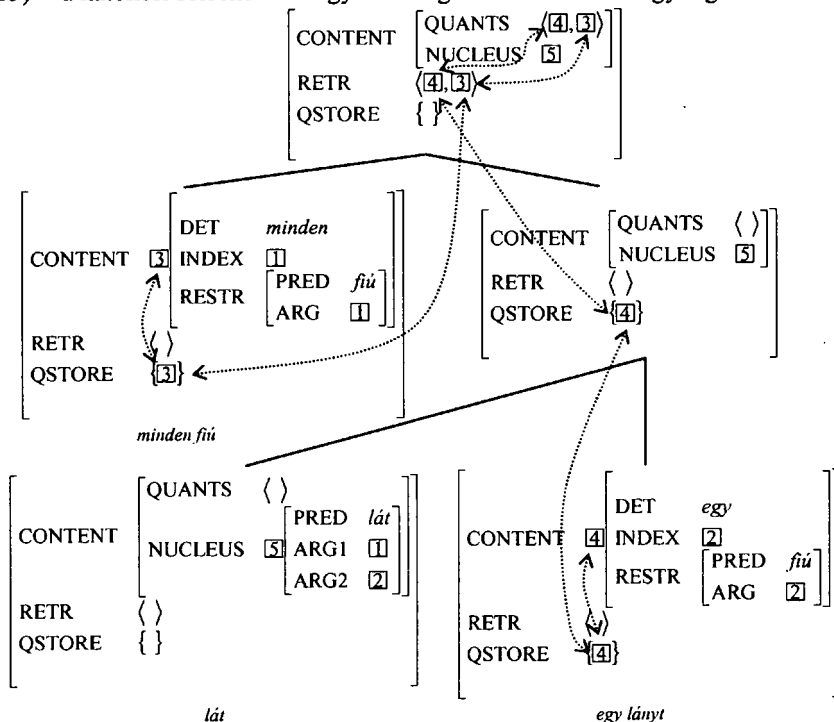 CONTENT [QUANTS ⟨[4],[3]⟩
NUCLEUS [5]]
RETR ⟨[4],[3]⟩
QSTORE { }
DET minden
CONTENT [3] INDEX [1]
RESTR [PRED fiú
ARG [1]]
RETR ⟨ ⟩
QSTORE {[3]}
minden fiú
CONTENT [QUANTS ⟨ ⟩
NUCLEUS [5]]
RETR ⟨ ⟩
QSTORE {[4]}
QUANTS ⟨ ⟩
CONTENT
NUCLEUS [5] [PRED lát
ARG1 [1]
ARG2 [2]]
RETR ⟨ ⟩
QSTORE { }
lát
DET egy
CONTENT [4] INDEX [2]
RESTR [PRED fiú
ARG [2]]
RETR ⟨ ⟩
QSTORE {[4]}
egy lányt